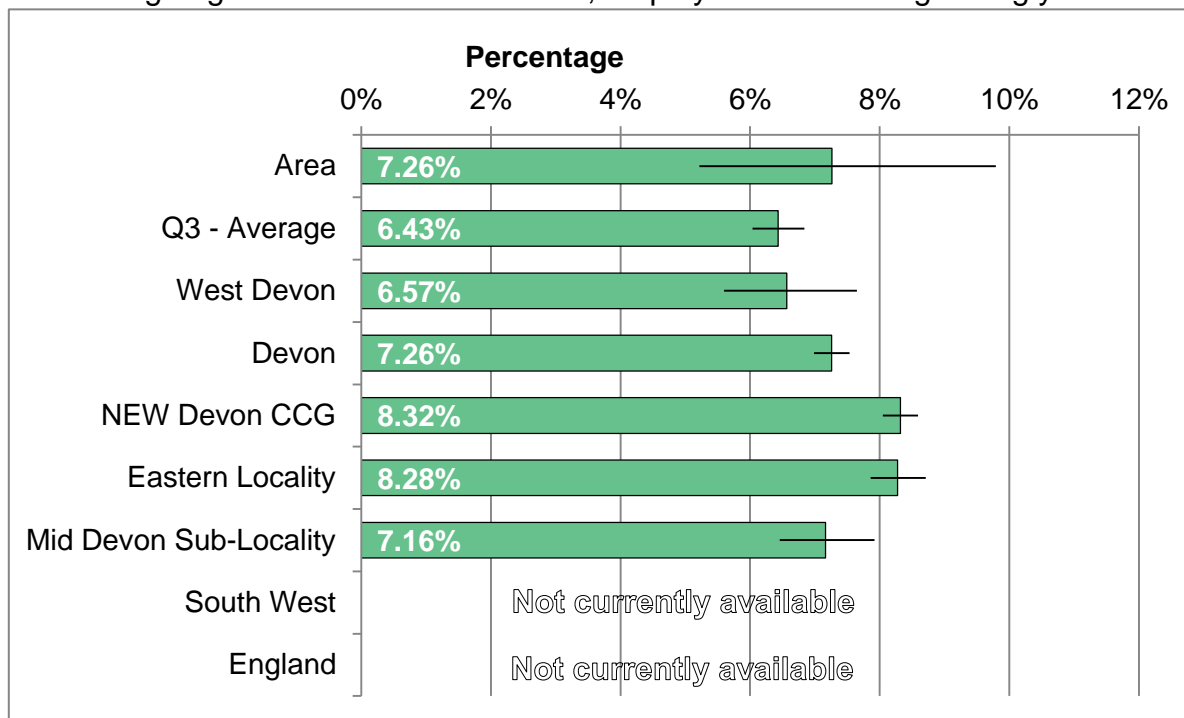 Percentage
0% 2% 4% 6% 8% 10% 12%
Area 7.26%
Q3 - Average 6.43%
West Devon 6.57%
Devon 7.26%
NEW Devon CCG 8.32%
Eastern Locality 8.28%
Mid Devon Sub-Locality 7.16%
South West Not currently available
England Not currently available